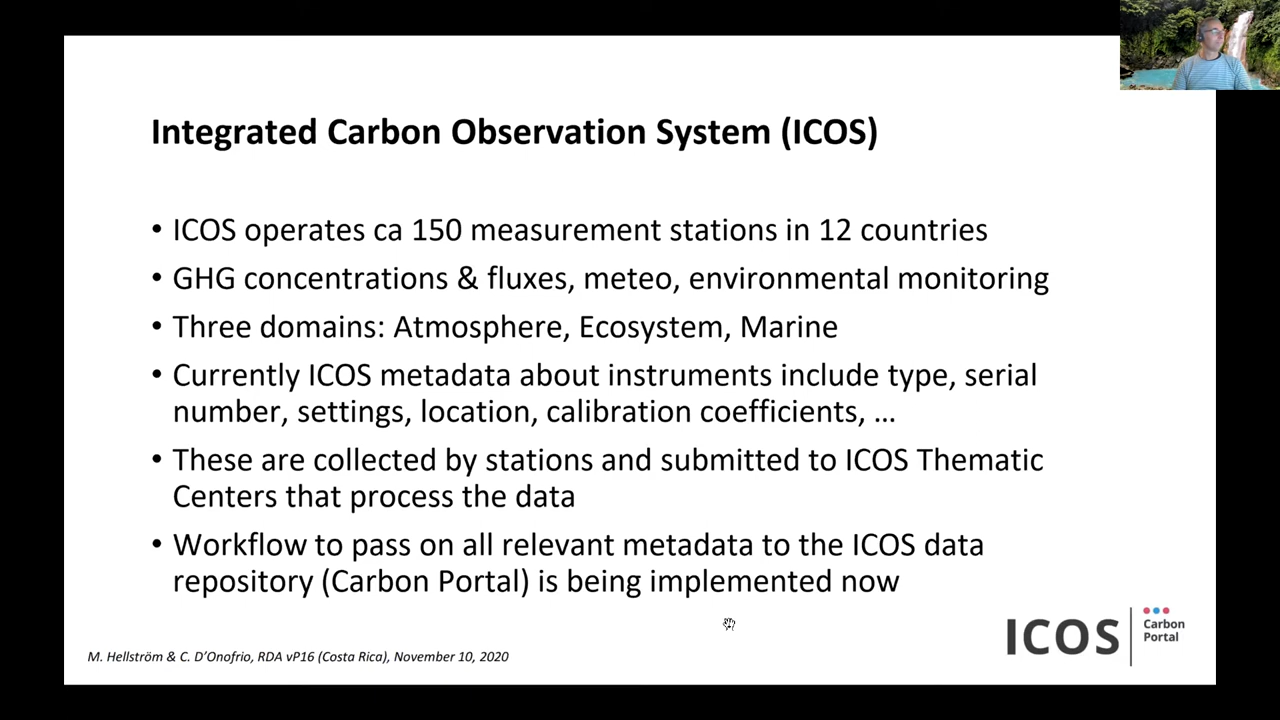 Integrated Carbon Observation System (ICOS)
• ICOS operates ca 150 measurement stations in 12 countries
• GHG concentrations & fluxes, meteo, environmental monitoring
• Three domains: Atmosphere, Ecosystem, Marine
• Currently ICOS metadata about instruments include type, serial
number, settings, location, calibration coefficients, …
• These are collected by stations and submitted to ICOS Thematic
Centers that process the data
• Workflow to pass on all relevant metadata to the ICOS data
repository (Carbon Portal) is being implemented now
M. Hellström & C. D’Onofrio, RDA vP16 (Costa Rica), November 10, 2020
ICOS
Carbon
Portal